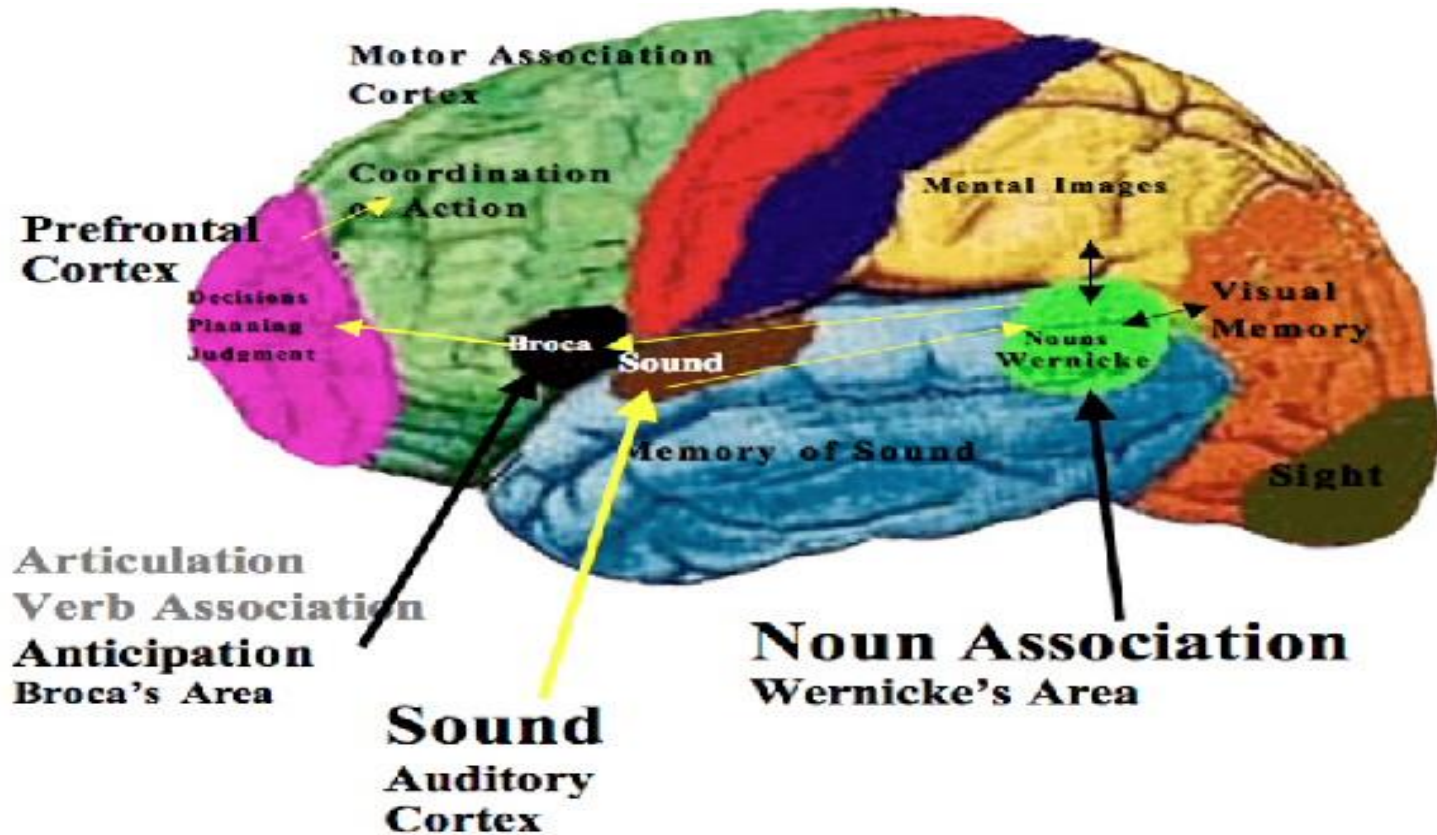 Motor Association
Cortex
Coordination
of Action
Mental Images
Prefrontal
Cortex
Decisions
Planning
Judgment
Broca
Sound
Nouns
Wernicke
Visual
Memory
Memory of Sound
Sight
Articulation
Verb Association
Anticipation
Broca's Area
Noun Association
Wernicke's Area
Sound
Auditory
Cortex